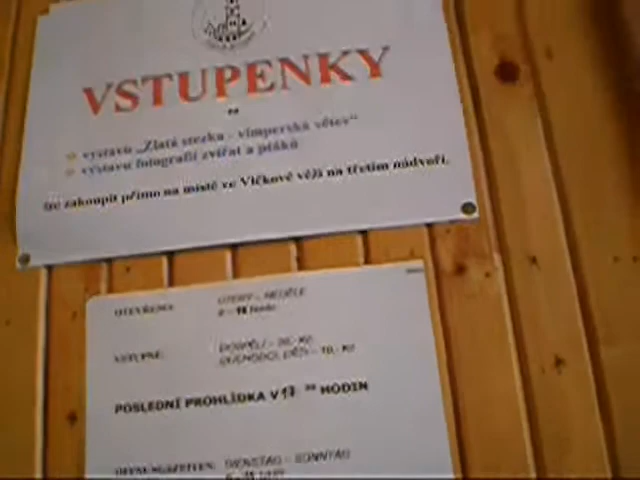 VSTUPENKY
na
výstavu „Zlatá stezka - vimperská větev"
výstavu fotografií zvířat a ptáků
lze zakoupit přímo na místě ve Vlčkově věži na třetím nádvoří.
OTEVŘENO: ÚTERÝ - NEDĚLE
hodin
VSTUPNÉ: DOSPĚLÍ - 20,- Kč
DŮCHODCI, DĚTI - 10,- Kč
POSLEDNÍ PROHLÍDKA V HODIN
DIENSTAG - SONNTAG